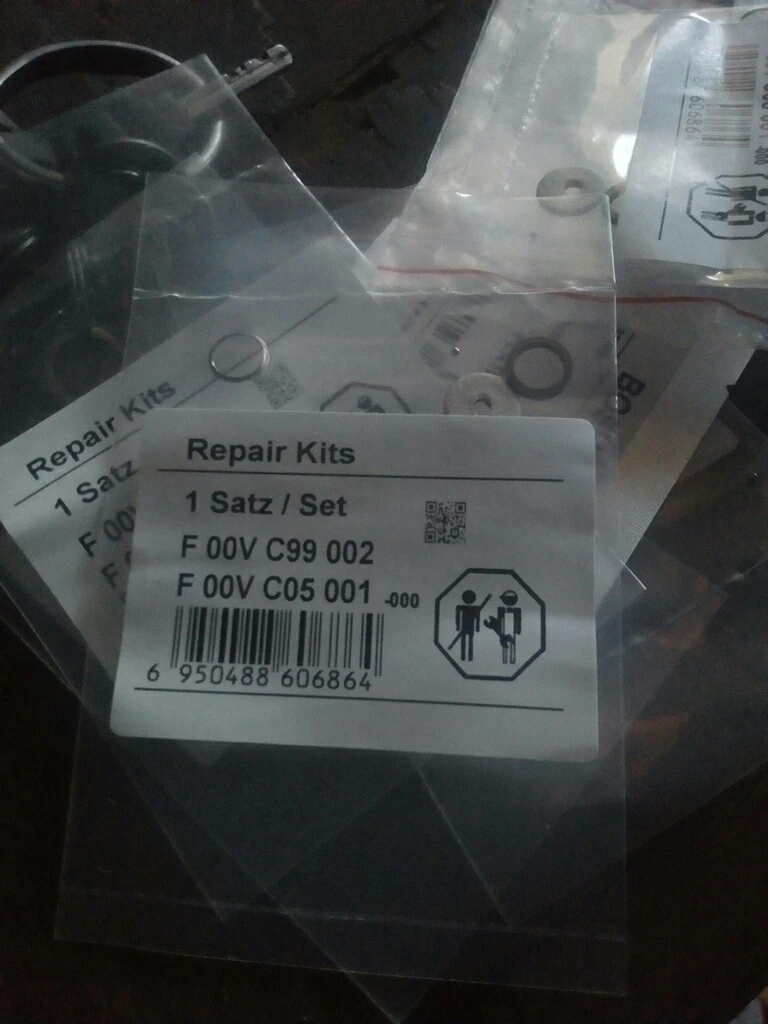 Repair Kits
1 Satz / Set
F 00V C99 002
F 00V C05 001 -000
6 950488 606864
Repair Kits
1 Satz
F 00V
F